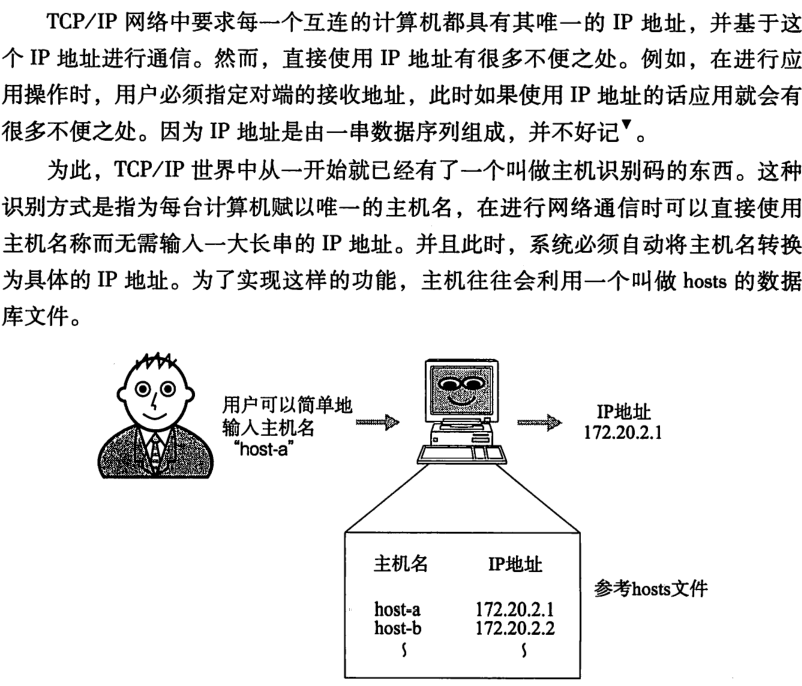 TCP/IP 网络中要求每一个互连的计算机都具有其唯一的 IP 地址，并基于这
个 IP 地址进行通信。然而，直接使用 IP 地址有很多不便之处。例如，在进行应
用操作时，用户必须指定对端的接收地址，此时如果使用 IP 地址的话应用就会有
很多不便之处。因为 IP 地址是由一串数据序列组成，并不好记▼。
为此，TCP/IP 世界中从一开始就已经有了一个叫做主机识别码的东西。这种
识别方式是指为每台计算机赋以唯一的主机名，在进行网络通信时可以直接使用
主机名称而无需输入一大长串的 IP 地址。并且此时，系统必须自动将主机名转换
为具体的 IP 地址。为了实现这样的功能，主机往往会利用一个叫做 hosts 的数据
库文件。
用户可以简单地
输入主机名
“host-a”
IP地址
172.20.2.1
主机名 IP地址
host-a 172.20.2.1
host-b 172.20.2.2
参考hosts文件